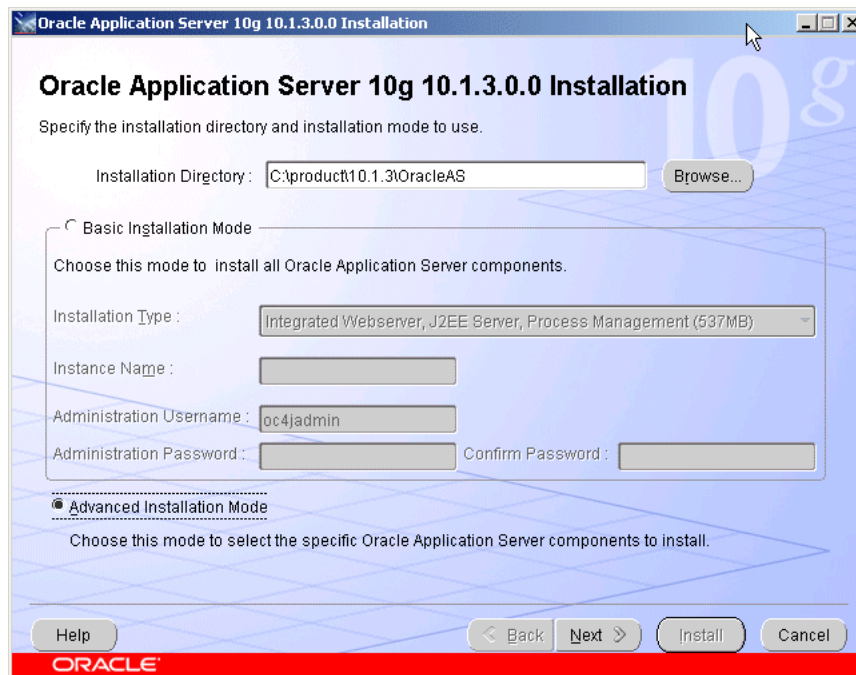 Oracle Application Server 10g 10.1.3.0.0 Installation
10g
Oracle Application Server 10g 10.1.3.0.0 Installation
Specify the installation directory and installation mode to use.
Installation Directory : C:\product\10.1.3\OracleAS Browse...
Basic Installation Mode
Choose this mode to install all Oracle Application Server components.
Installation Type : Integrated Webserver, J2EE Server, Process Management (537MB)
Instance Name :
Administration Username : oc4jadmin
Administration Password : Confirm Password :
Advanced Installation Mode
Choose this mode to select the specific Oracle Application Server components to install.
Help Back Next Install Cancel
ORACLE